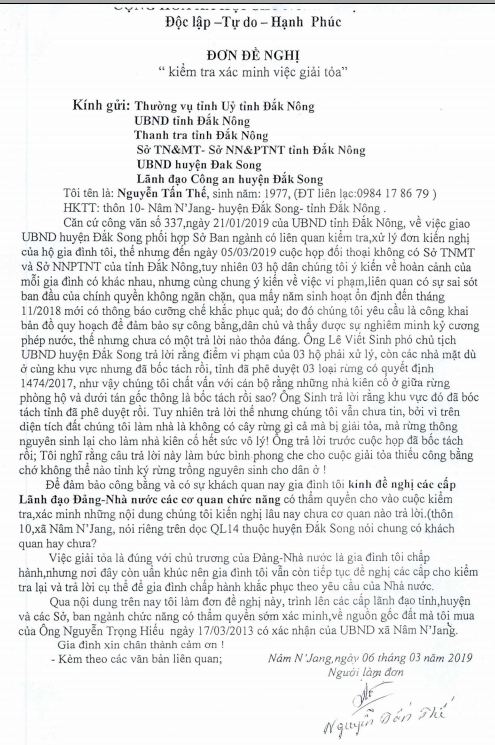 CỘNG HÒA XÃ HỘI
Độc lập –Tự do – Hạnh Phúc
ĐƠN ĐỀ NGHỊ
“ kiểm tra xác minh việc giải tỏa”
Kính gửi: Thường vụ tỉnh Uỷ tỉnh Đắk Nông
UBND tỉnh Đắk Nông
Thanh tra tỉnh Đắk Nông
Sở TN&MT- Sở NN&PTNT tỉnh Đắk Nông
UBND huyện Đak Song
Lãnh đạo Công an huyện Đắk Song
Tôi tên là: Nguyễn Tấn Thế, sinh năm: 1977, (ĐT liên lạc:0984 17 86 79 )
HKTT: thôn 10- Nâm N’Jang- huyện Đắk Song- tỉnh Đắk Nông .
Căn cứ công văn số 337,ngày 21/01/2019 của UBND tỉnh Đắk Nông, về việc giao
UBND huyện Đắk Song phối hợp Sở Ban ngành có liên quan kiểm tra,xử lý đơn kiến nghị
của hộ gia đình tôi, thế nhưng đến ngày 05/03/2019 cuộc họp đối thoại không có Sở TNMT
và Sở NNPTNT của tỉnh Đắk Nông,tuy nhiên 03 hộ dân chúng tôi ý kiến về hoàn cảnh của
mỗi gia đình có khác nhau, nhưng cùng chung ý kiến về việc vi phạm,liên quan có sự sai sót
ban đầu của chính quyền không ngăn chặn, qua mấy năm sinh hoạt ổn định đến tháng
11/2018 mới có thông báo cưỡng chế khắc phục quả; do đó chúng tôi yêu cầu là công khai
bản đồ quy hoạch để đảm bảo sự công bằng,dân chủ và thấy được sự nghiêm minh kỷ cương
phép nước, thế nhưng chưa có một trả lời nào thỏa đáng. Ông Lê Viết Sinh phó chủ tịch
UBND huyện Đắk Song trả lời rằng điểm vi phạm của 03 hộ phải xử lý, còn các nhà mặt dù
ở cùng khu vực nhưng đã bốc tách rồi, tỉnh đã phê duyệt 03 loại rừng có quyết định
1474/2017, như vậy chúng tôi chất vấn với cán bộ rằng những nhà kiên cố ở giữa rừng
phòng hộ và dưới tán gốc thông là bốc tách rồi sao? Ông Sinh trả lời rằng khu vực đó đã bóc
tách tỉnh đã phê duyệt rồi. Tuy nhiên trả lời thế nhưng chúng tôi vẫn chưa tin, bởi vì trên
diện tích đất chúng tôi làm nhà là không có cây rừng gì cả mà bị giải tỏa, mà rừng thông
nguyên sinh lại cho làm nhà kiên cố hết sức vô lý! Ông trả lời trước cuộc họp đã bốc tách
rồi; Tôi nghĩ rằng câu trả lời này làm bức bình phong che cho cuộc giải tỏa thiếu công bằng
chớ không thể nào tỉnh ký rừng trồng nguyên sinh cho dân ở !
Để đảm bảo công bằng và có sự khách quan nay gia đình tôi kính đề nghị các cấp
Lãnh đạo Đảng-Nhà nước các cơ quan chức năng có thẩm quyền cho vào cuộc kiểm
tra,xác minh những nội dung chúng tôi kiến nghị lâu nay chưa cơ quan nào trả lời.(thôn
10,xã Nâm N’Jang, nói riêng trên dọc QL14 thuộc huyện Đắk Song nói chung có khách
quan hay chưa?
Việc giải tỏa là đúng với chủ trương của Đảng-Nhà nước là gia đình tôi chấp
hành,nhưng nơi đây còn uẩn khúc nên gia đình tôi vẫn còn tiếp tục đề nghị các cấp cho kiểm
tra lại và trả lời cụ thể để gia đình chấp hành khắc phục theo yêu cầu của Nhà nước.
Qua nội dung trên nay tôi làm đơn đề nghị này, trình lên các cấp lãnh đạo tỉnh,huyện
và các Sở, ban ngành chức năng có thẩm quyền sớm xác minh,về nguồn gốc đất mà tôi mua
của Ông Nguyễn Trọng Hiếu ngày 17/03/2013 có xác nhận của UBND xã Nâm N’Jang.
Gia đình xin chân thành cám ơn !
- Kèm theo các văn bản liên quan;
Nâm N’Jang,ngày 06 tháng 03 năm 2019
Người làm đơn
Nguyễn Tấn Thế